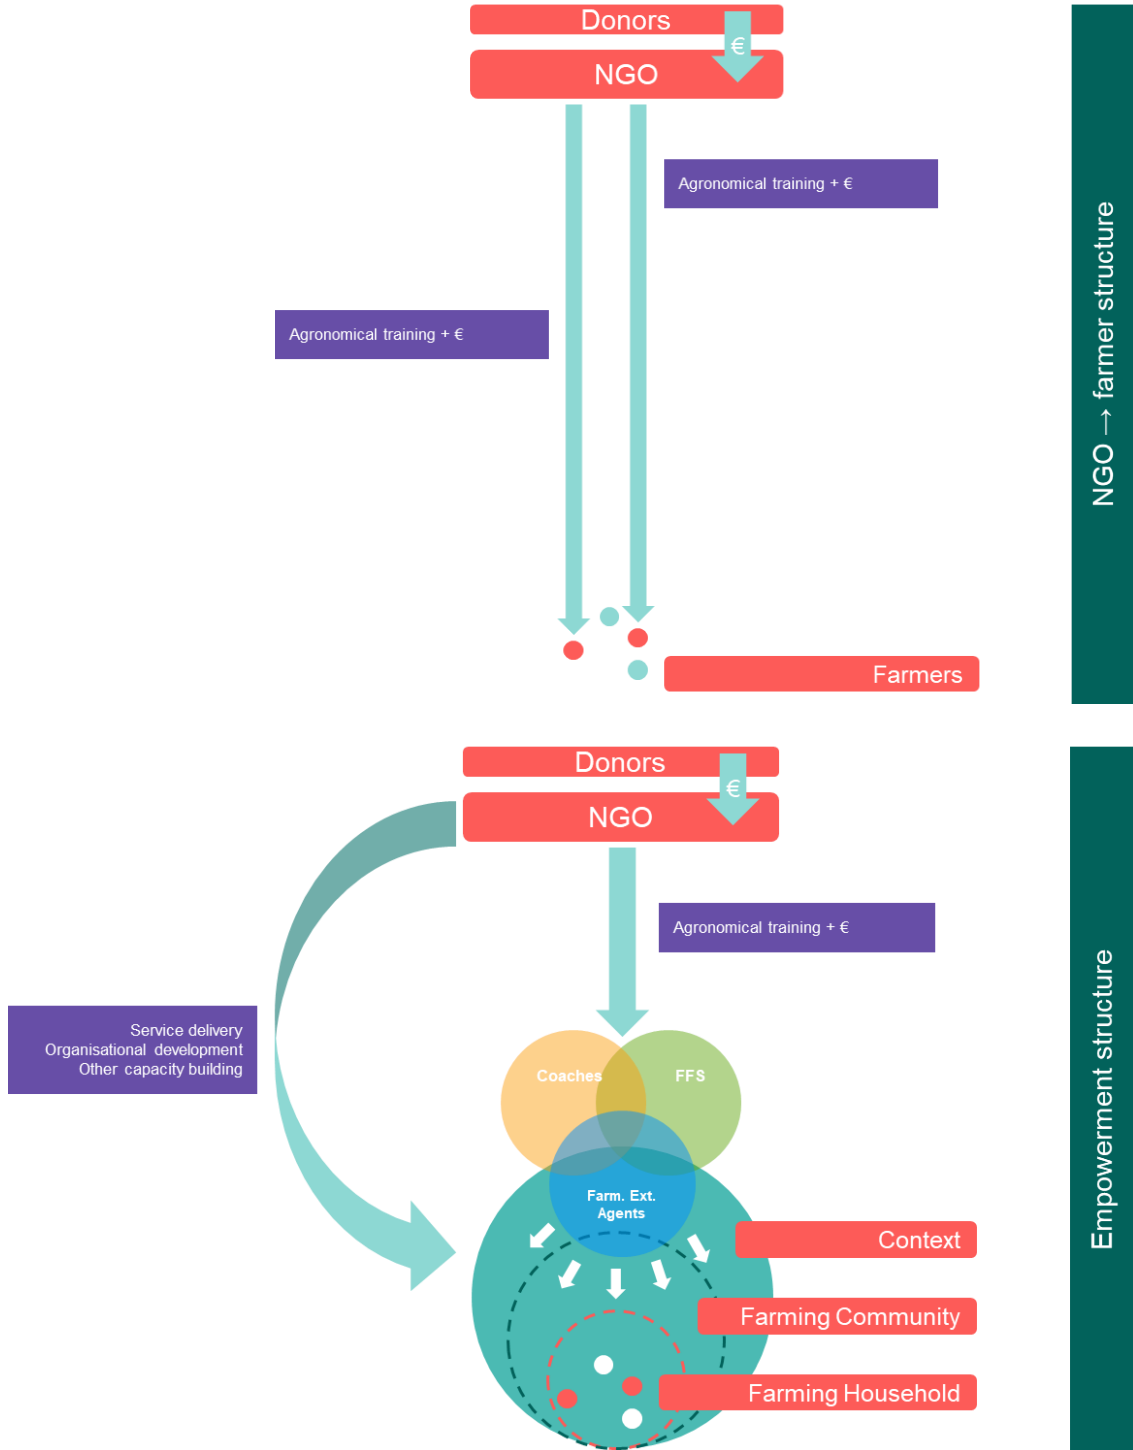 Donors
€
NGO
Agronomical training + €
Agronomical training + €
Farmers
NGO → farmer structure
Donors
€
NGO
Agronomical training + €
Service delivery
Organisational development
Other capacity building
Coaches
FFS
Farm. Ext.
Agents
Context
Farming Community
Farming Household
Empowerment structure